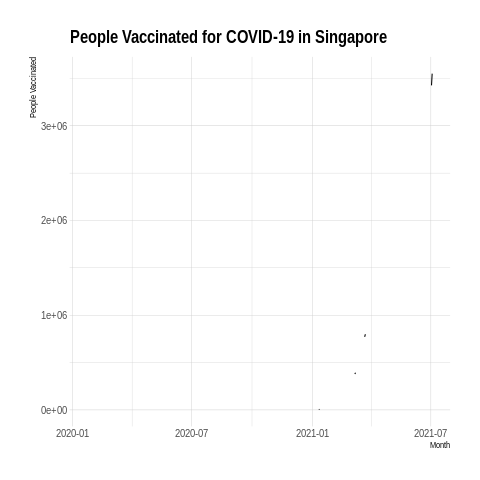 People Vaccinated for COVID-19 in Singapore
People Vaccinated
3e+06
2e+06
1e+06
0e+00
2020-01
2020-07
2021-01
2021-07
Month